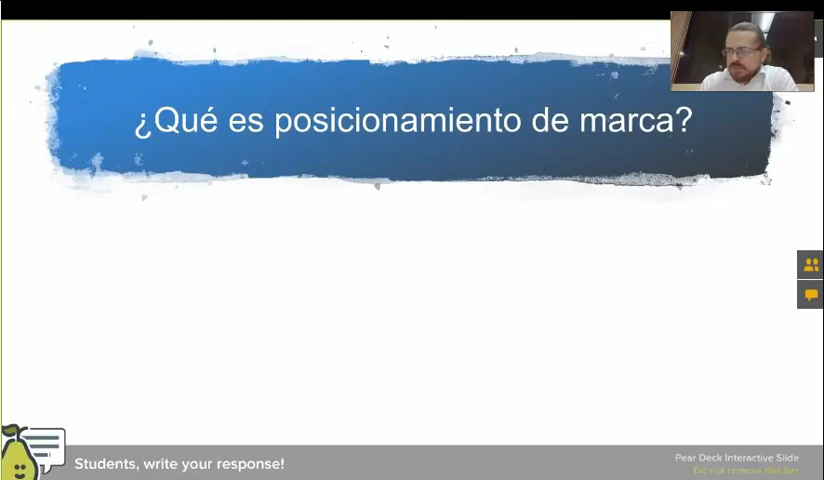 ¿Qué es posicionamiento de marca?
Students, write your response!
Pear Deck Interactive Slide
Do not remove this bar